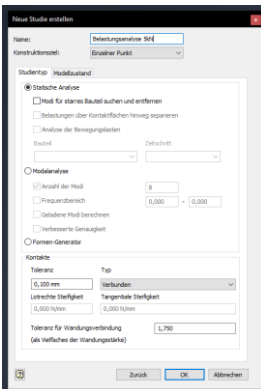 Neue Studie erstellen
Name: Belastungsanalyse 5kN
Konstruktionsziel: Einzelner Punkt
Studientyp Modellzustand
Statische Analyse
Modi für starres Bauteil suchen und entfernen
Belastungen über Kontaktflächen hinweg separieren
Analyse der Bewegungslasten
Bauteil Zeitschritt
Modalanalyse
Anzahl der Modi 8
Frequenzbereich 0,000 - 0,000
Geladene Modi berechnen
Verbesserte Genauigkeit
Formen-Generator
Kontakte
Toleranz Typ
0,100 mm Verbunden
Lotrechte Steifigkeit Tangentiale Steifigkeit
0,000 N/mm 0,000 N/mm
Toleranz für Wandungsverbindung 1,750
(als Vielfaches der Wandungsstärke)
? Zurück OK Abbrechen